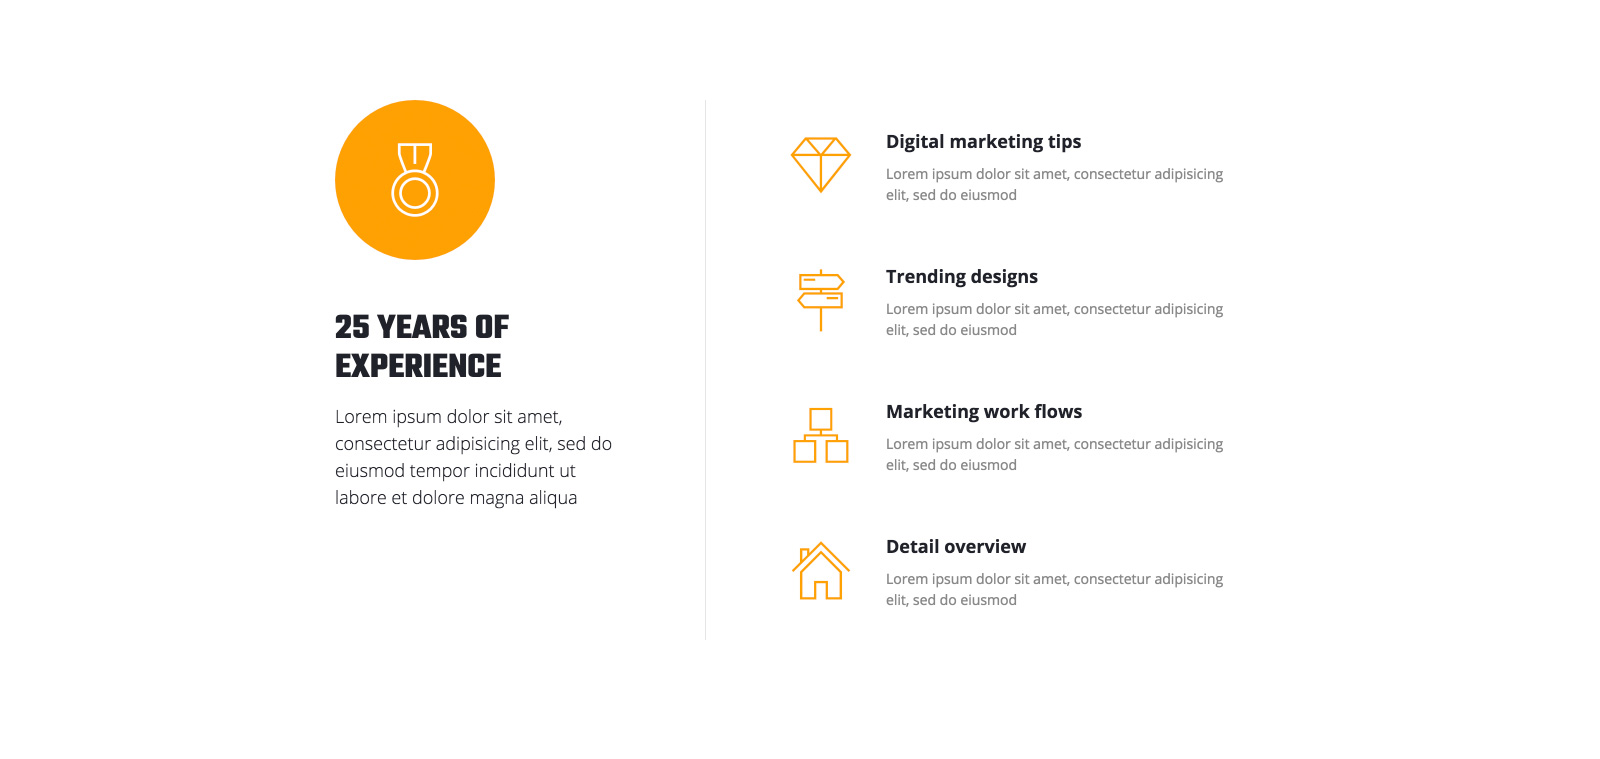 25 YEARS OF
EXPERIENCE
Lorem ipsum dolor sit amet,
consectetur adipisicing elit, sed do
eiusmod tempor incididunt ut
labore et dolore magna aliqua
Digital marketing tips
Lorem ipsum dolor sit amet, consectetur adipisicing
elit, sed do eiusmod
Trending designs
Lorem ipsum dolor sit amet, consectetur adipisicing
elit, sed do eiusmod
Marketing work flows
Lorem ipsum dolor sit amet, consectetur adipisicing
elit, sed do eiusmod
Detail overview
Lorem ipsum dolor sit amet, consectetur adipisicing
elit, sed do eiusmod